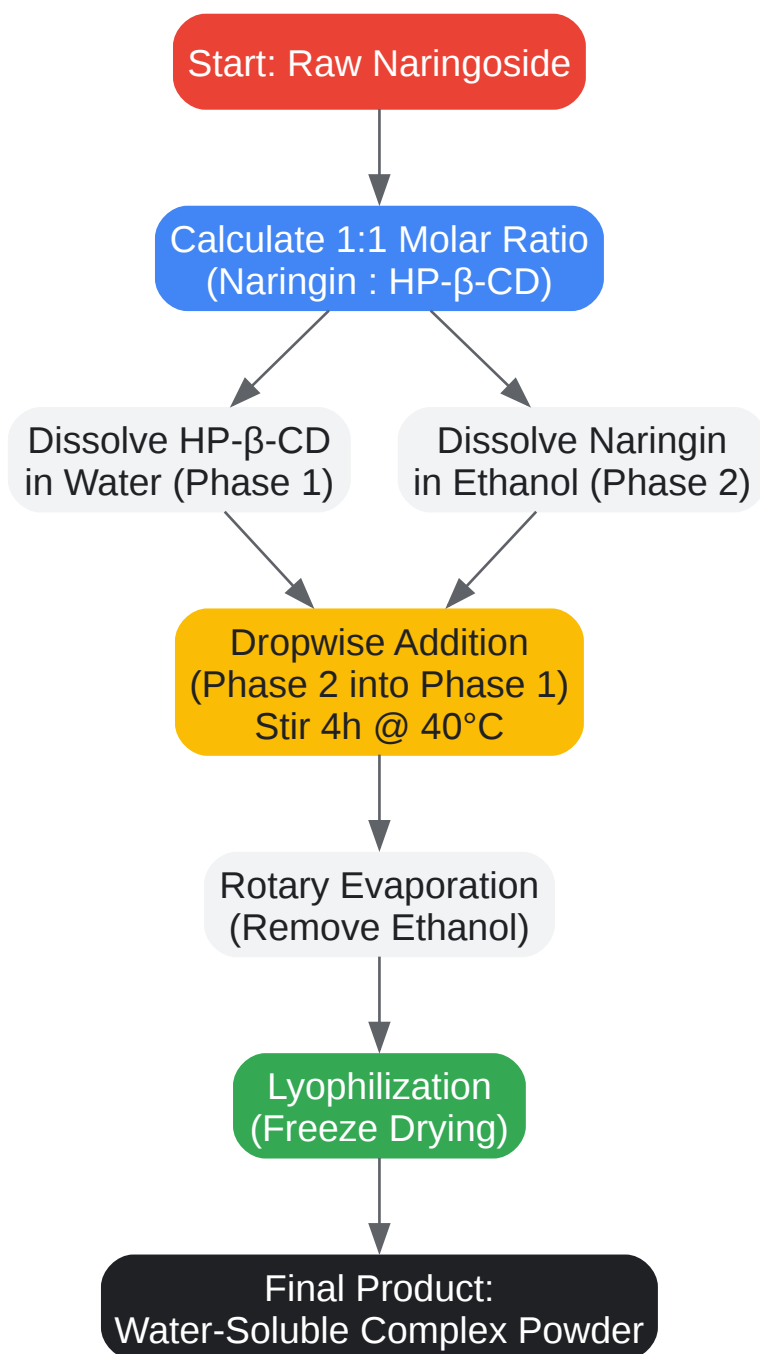 Start: Raw Naringoside
Calculate 1:1 Molar Ratio
(Naringin : HP-β-CD)
Dissolve HP-β-CD
in Water (Phase 1)
Dissolve Naringin
in Ethanol (Phase 2)
Dropwise Addition
(Phase 2 into Phase 1)
Stir 4h @ 40°C
Rotary Evaporation
(Remove Ethanol)
Lyophilization
(Freeze Drying)
Final Product:
Water-Soluble Complex Powder